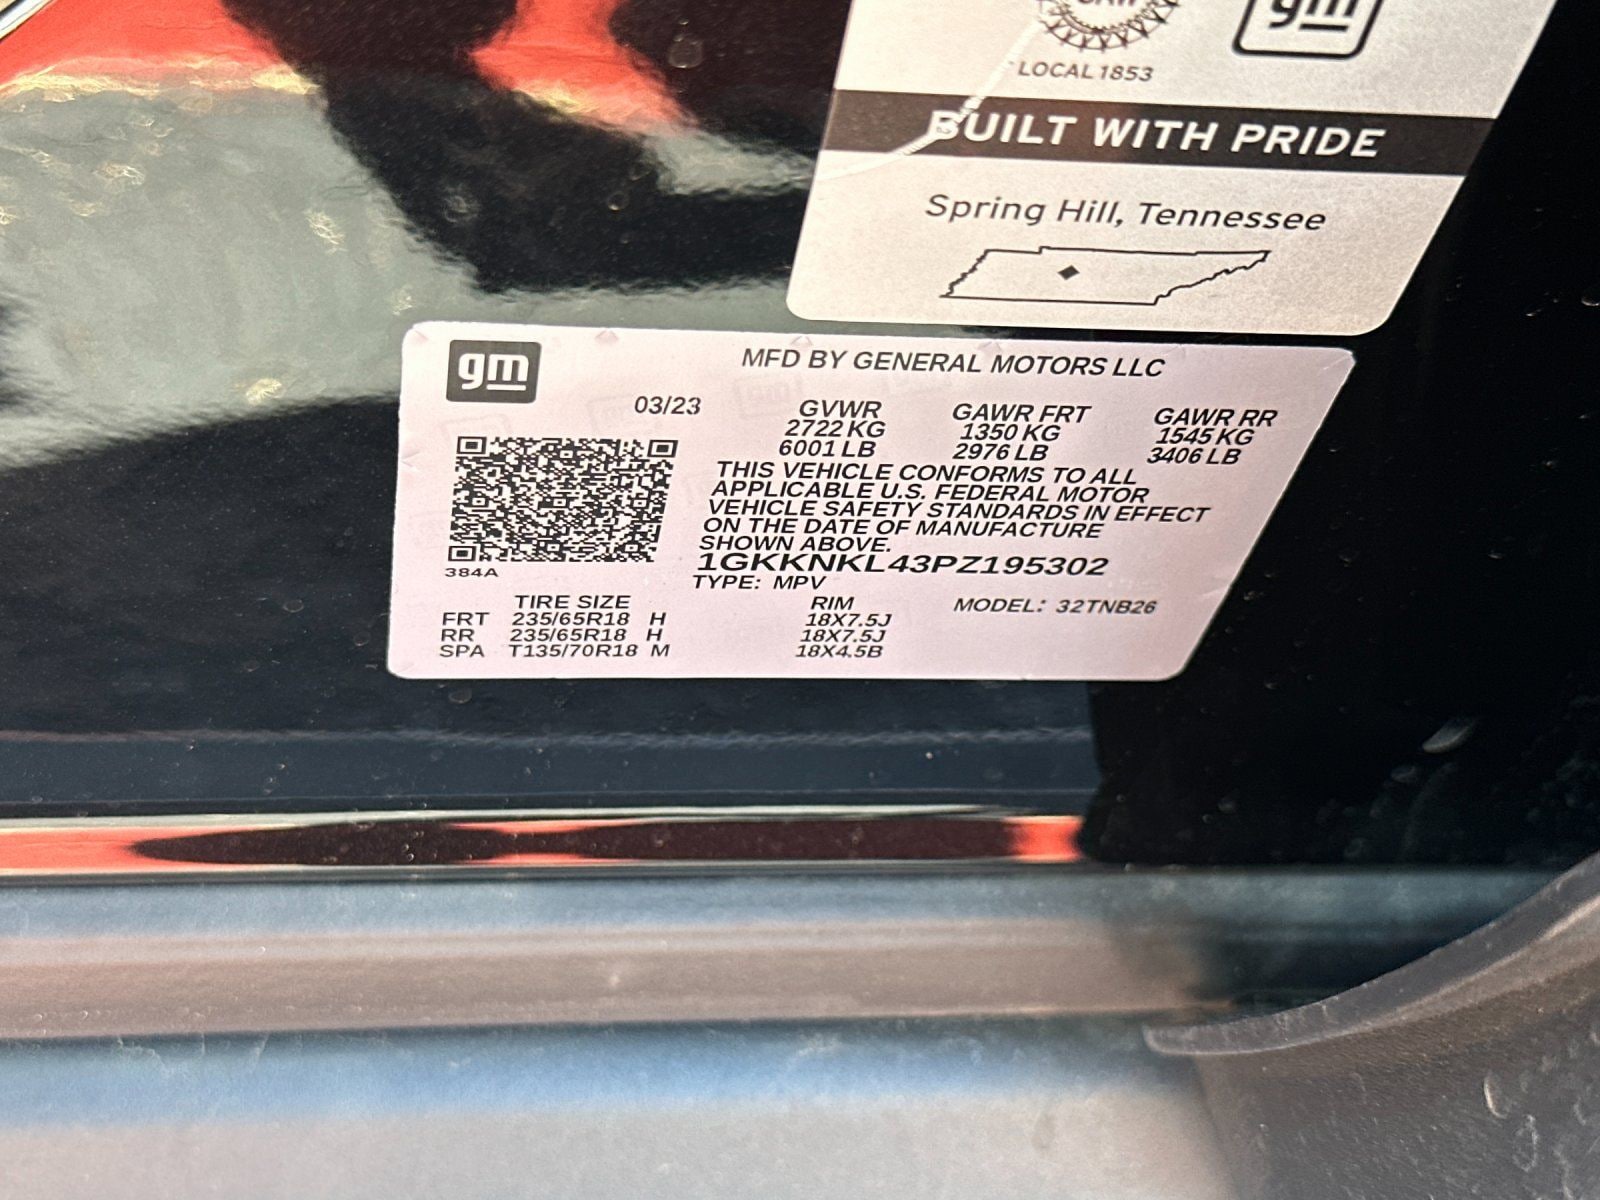 LOCAL 1853
gm
BUILT WITH PRIDE
Spring Hill, Tennessee
gm
MFD BY GENERAL MOTORS LLC
03/23 GVWR GAWR FRT GAWR RR
2722 KG 1350 KG 1545 KG
6001 LB 2976 LB 3406 LB
THIS VEHICLE CONFORMS TO ALL
APPLICABLE U.S. FEDERAL MOTOR
VEHICLE SAFETY STANDARDS IN EFFECT
ON THE DATE OF MANUFACTURE
SHOWN ABOVE.
1GKKNKL43PZ195302
384A
TYPE: MPV
TIRE SIZE RIM MODEL: 32TNB26
FRT 235/65R18 H 18X7.5J
RR 235/65R18 H 18X7.5J
SPA T135/70R18 M 18X4.5B